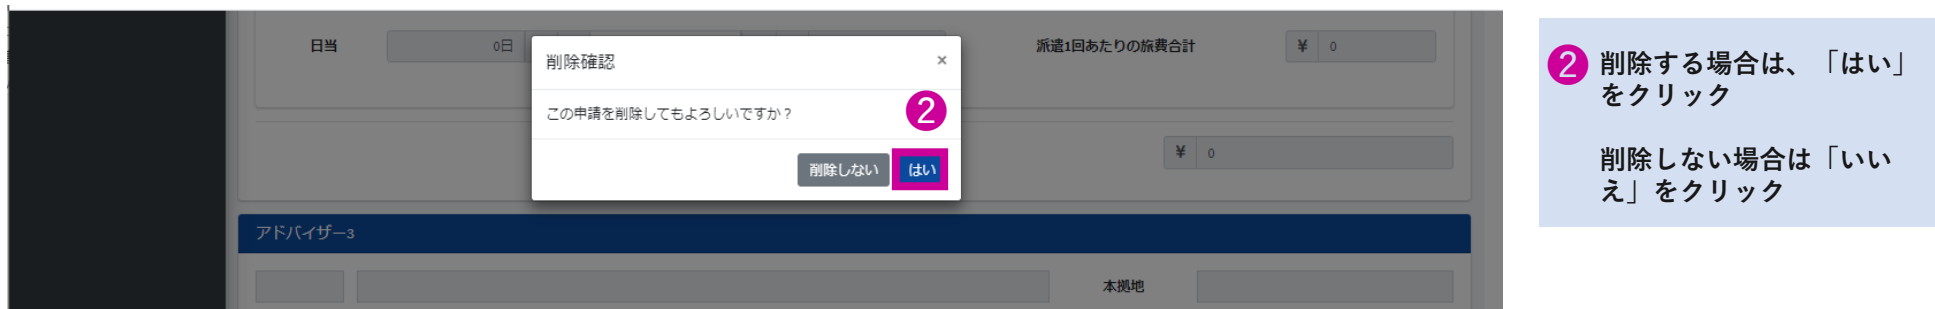 日当
0日
派遣1回あたりの旅費合計
¥ 0
削除確認
×
この申請を削除してもよろしいですか？
2
削除しない
はい
¥ 0
アドバイザー3
本拠地
2 削除する場合は、「はい」
をクリック
削除しない場合は「いい
え」をクリック